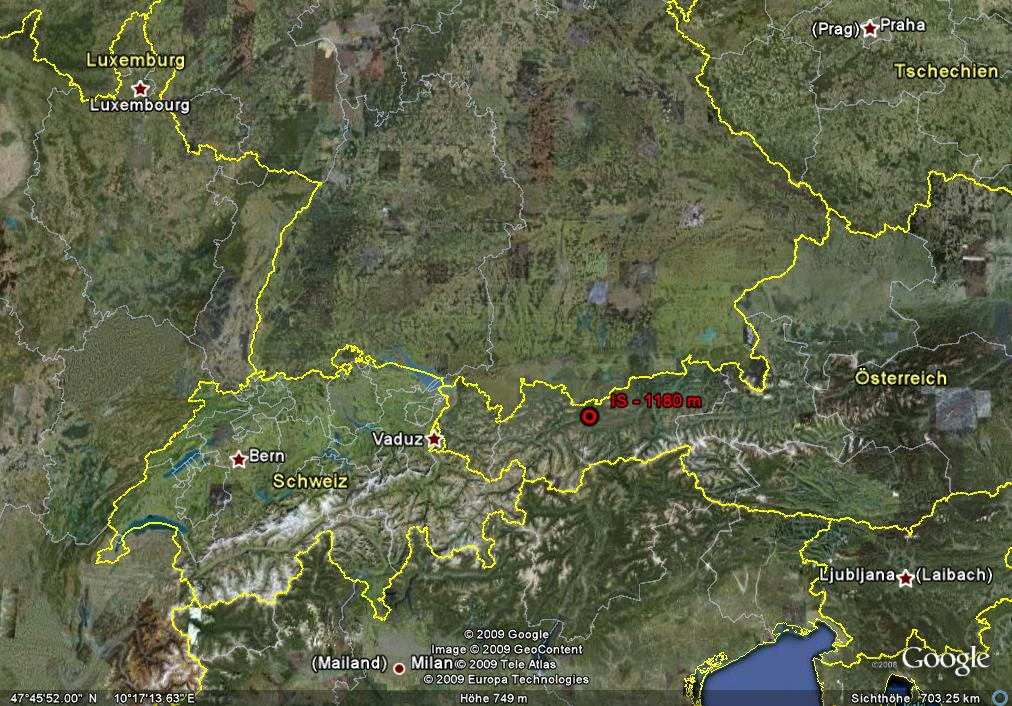 (Prag) Praha
Luxemburg
Tschechien
Luxembourg
Österreich
IS - 1180 m
Vaduz
Bern
Schweiz
Ljubljana (Laibach)
© 2009 Google
Image © 2009 GeoContent
(Mailand) Milan © 2009 Tele Atlas
© 2009 Europa Technologies
©2008 Google
47°45'52.00" N 10°17'13.63" E Höhe 749 m Sichthöhe 703.25 km